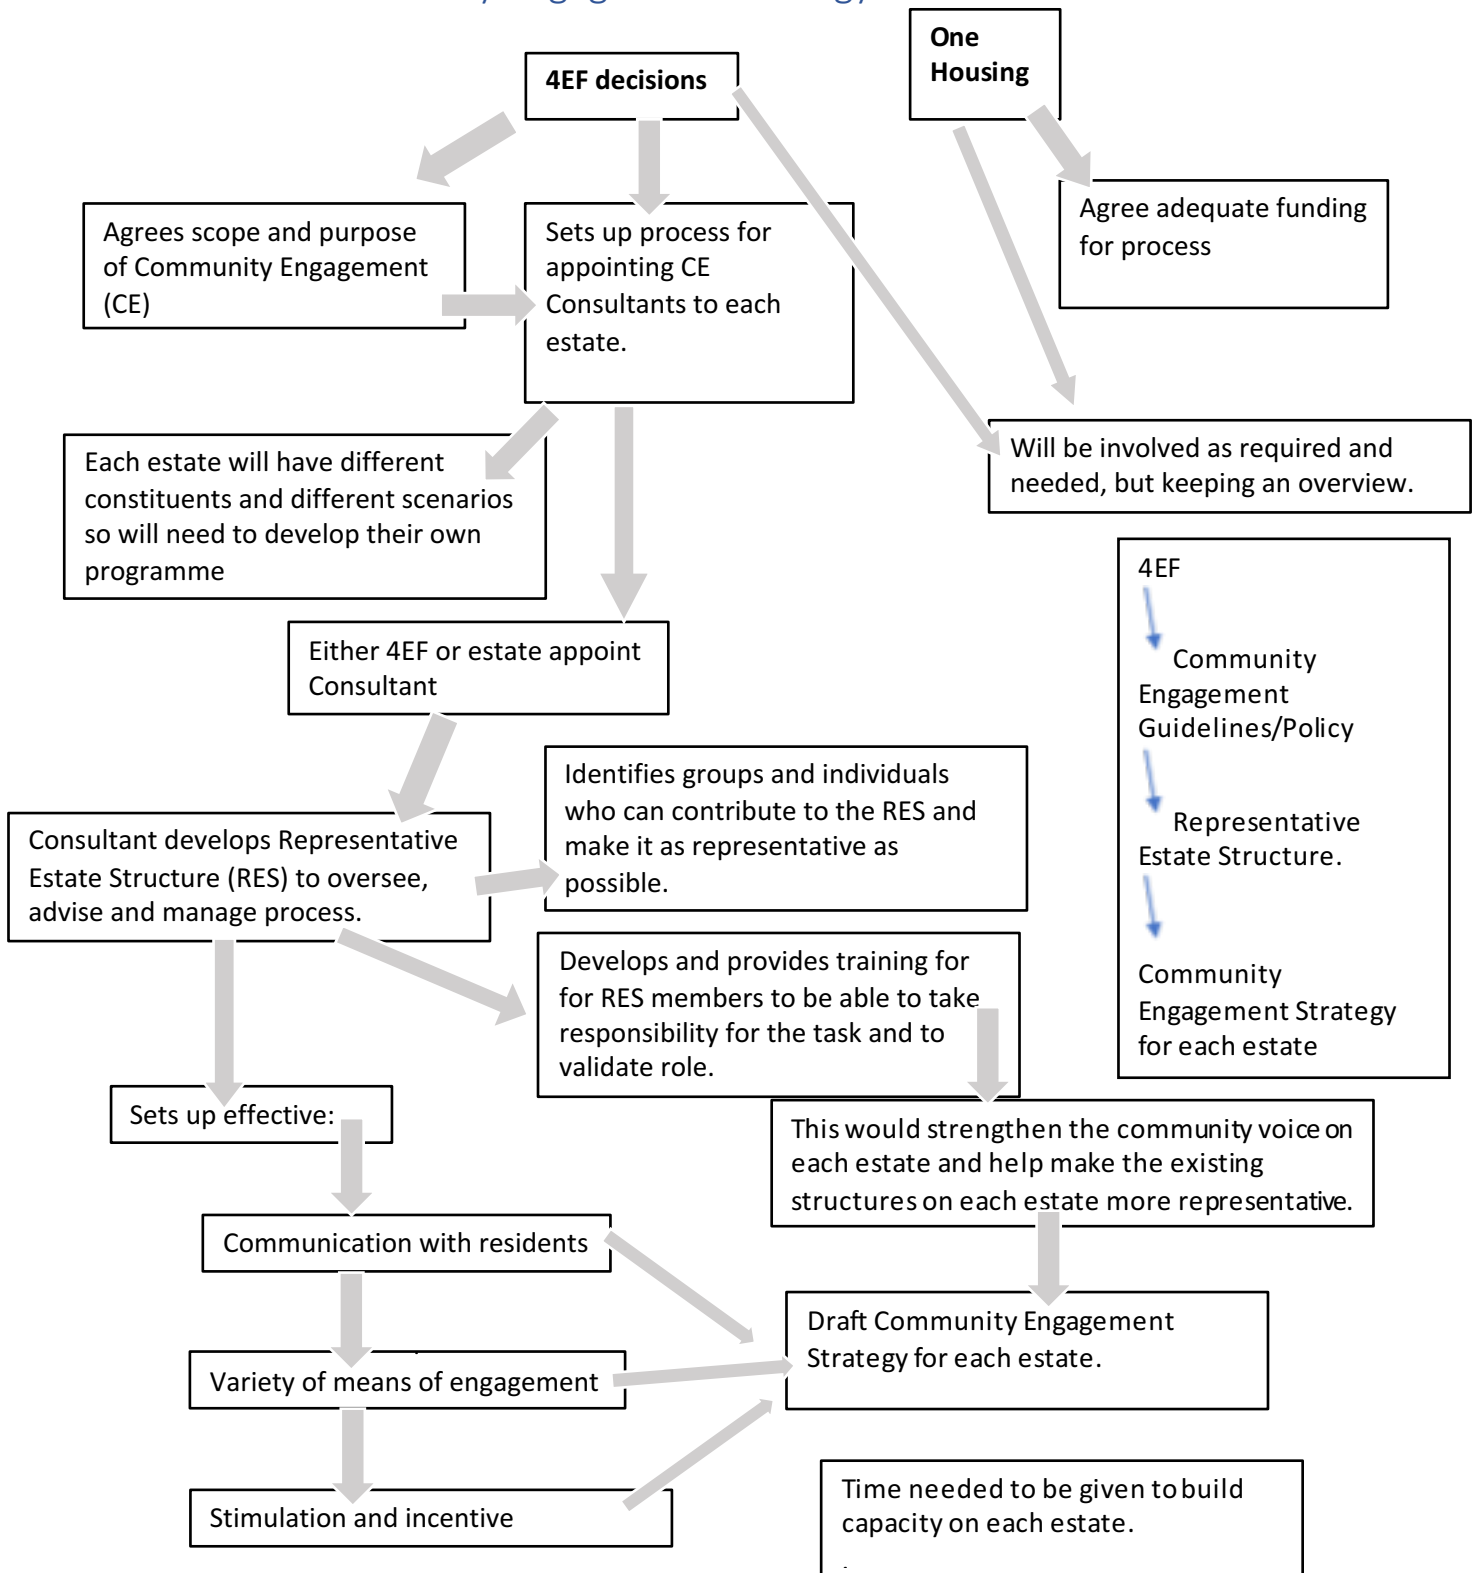 One
Housing
4EF decisions
Agree adequate funding
for process
Agrees scope and purpose
of Community Engagement
(CE)
Sets up process for
appointing CE
Consultants to each
estate.
Will be involved as required and
needed, but keeping an overview.
Each estate will have different
constituents and different scenarios
so will need to develop their own
programme
4EF
Community
Engagement
Guidelines/Policy
Representative
Estate Structure.
Community
Engagement Strategy
for each estate
Either 4EF or estate appoint
Consultant
Identifies groups and individuals
who can contribute to the RES and
make it as representative as
possible.
Consultant develops Representative
Estate Structure (RES) to oversee,
advise and manage process.
Develops and provides training for
for RES members to be able to take
responsibility for the task and to
validate role.
Sets up effective:
This would strengthen the community voice on
each estate and help make the existing
structures on each estate more representative.
Communication with residents
Draft Community Engagement
Strategy for each estate.
Variety of means of engagement
Stimulation and incentive
Time needed to be given to build
capacity on each estate.
.